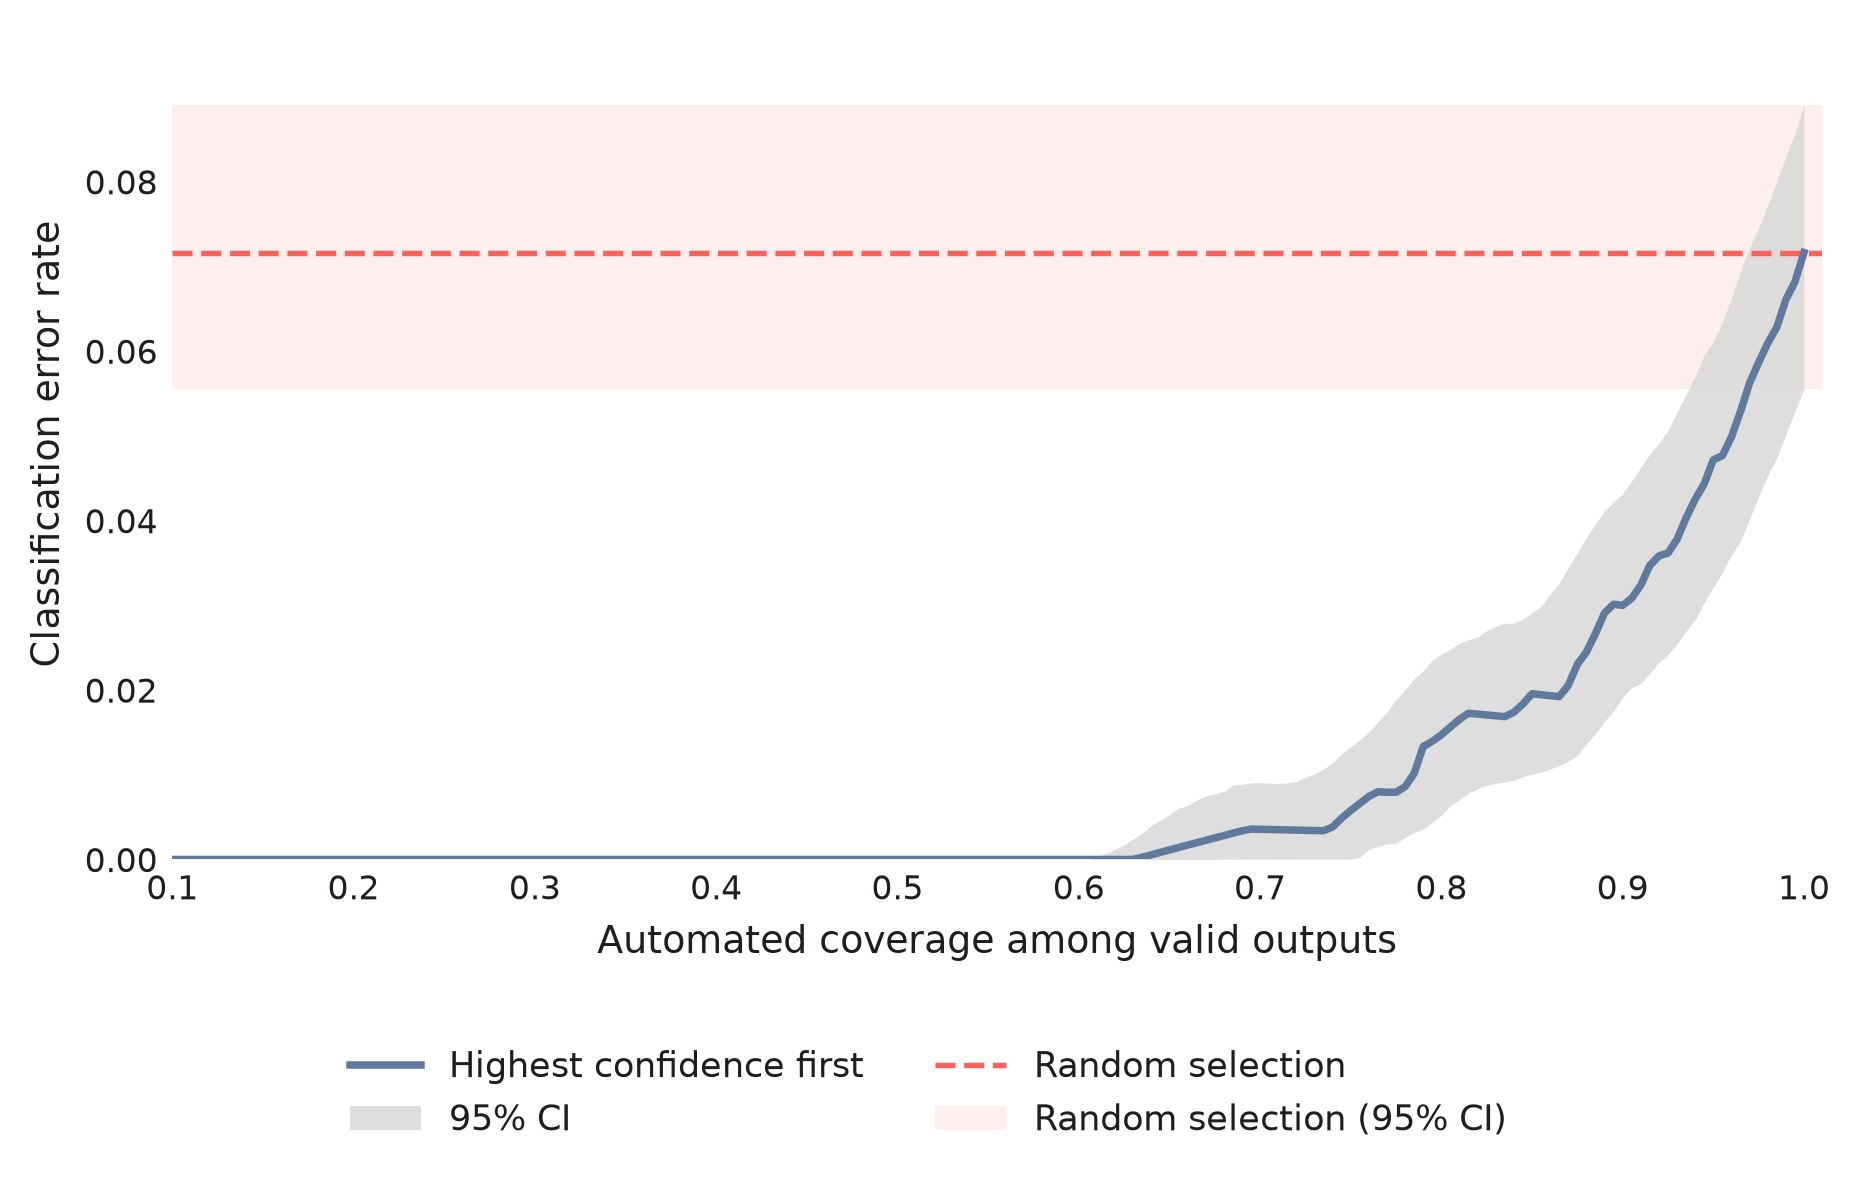 0.08
0.06
0.04
0.02
0.00
Classification error rate
0.1 0.2 0.3 0.4 0.5 0.6 0.7 0.8 0.9 1.0
Automated coverage among valid outputs
Highest confidence first
95% CI
Random selection
Random selection (95% CI)